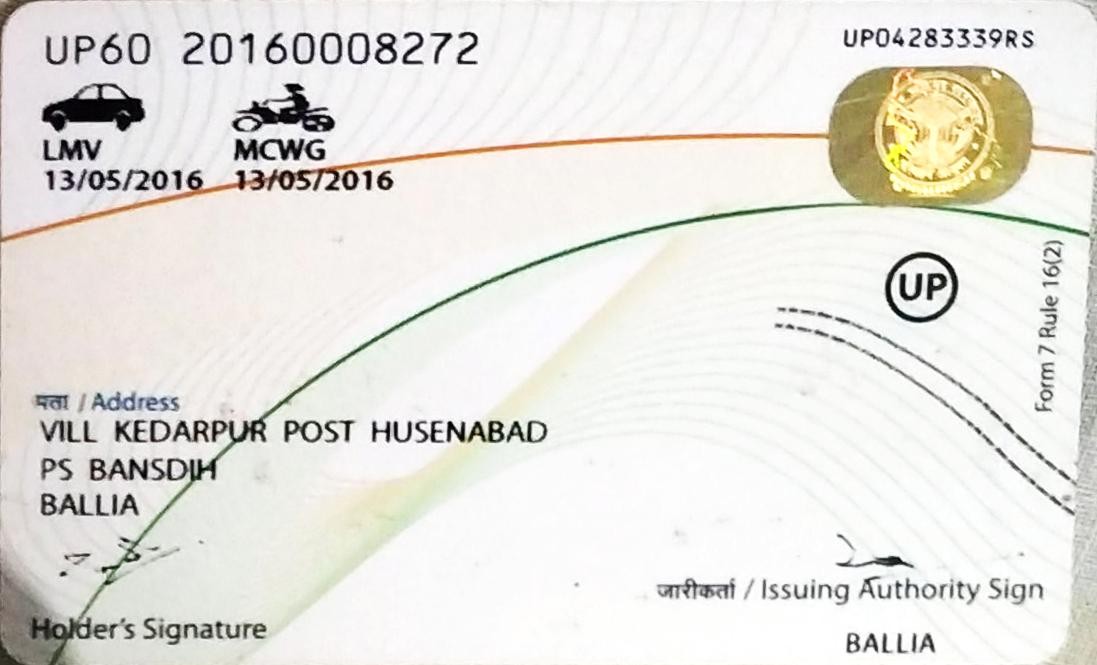 UP60 20160008272
UP04283339RS
LMV MCWG
13/05/2016 13/05/2016
UP
Form 7 Rule 16(2)
पता / Address
VILL KEDARPUR POST HUSENABAD
PS BANSDIH
BALLIA
जारीकर्ता / Issuing Authority Sign
Holder's Signature
BALLIA